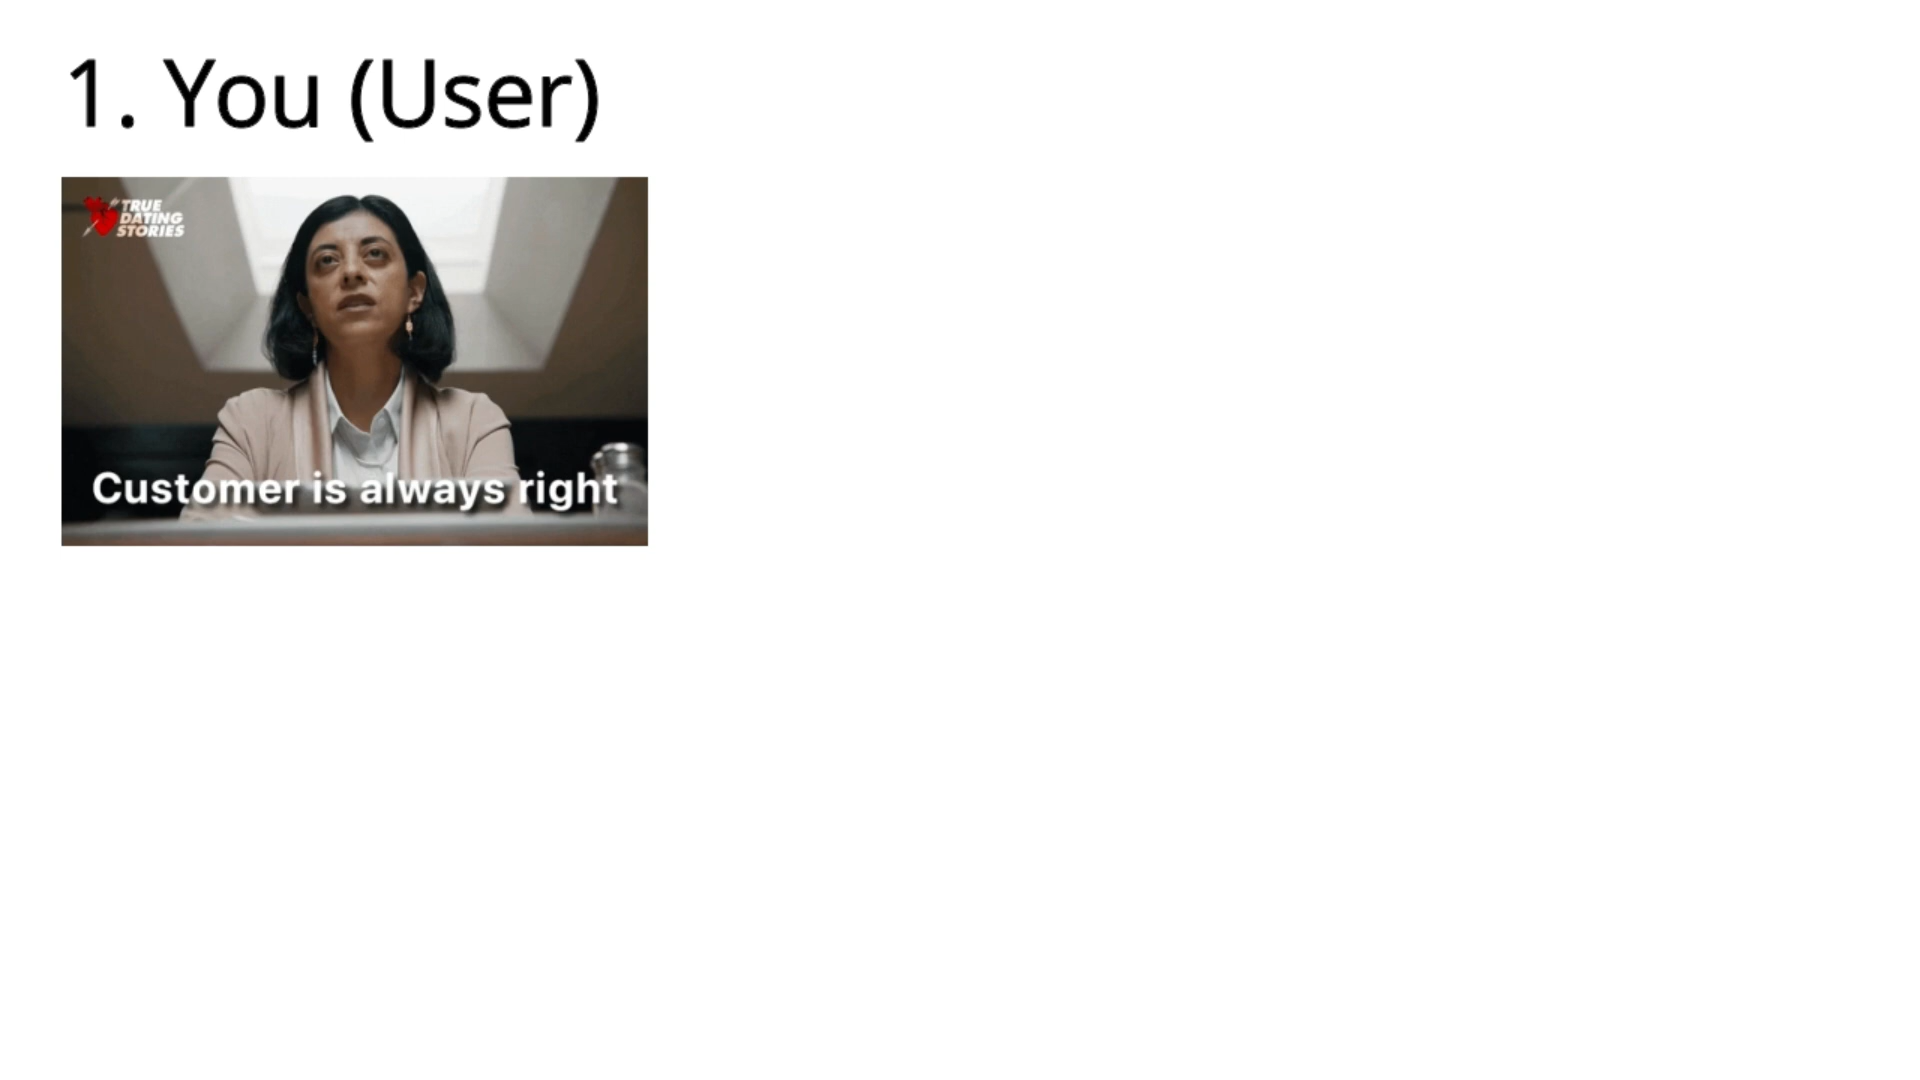 1. You (User)
TRUE
DATING
STORIES
Customer is always right